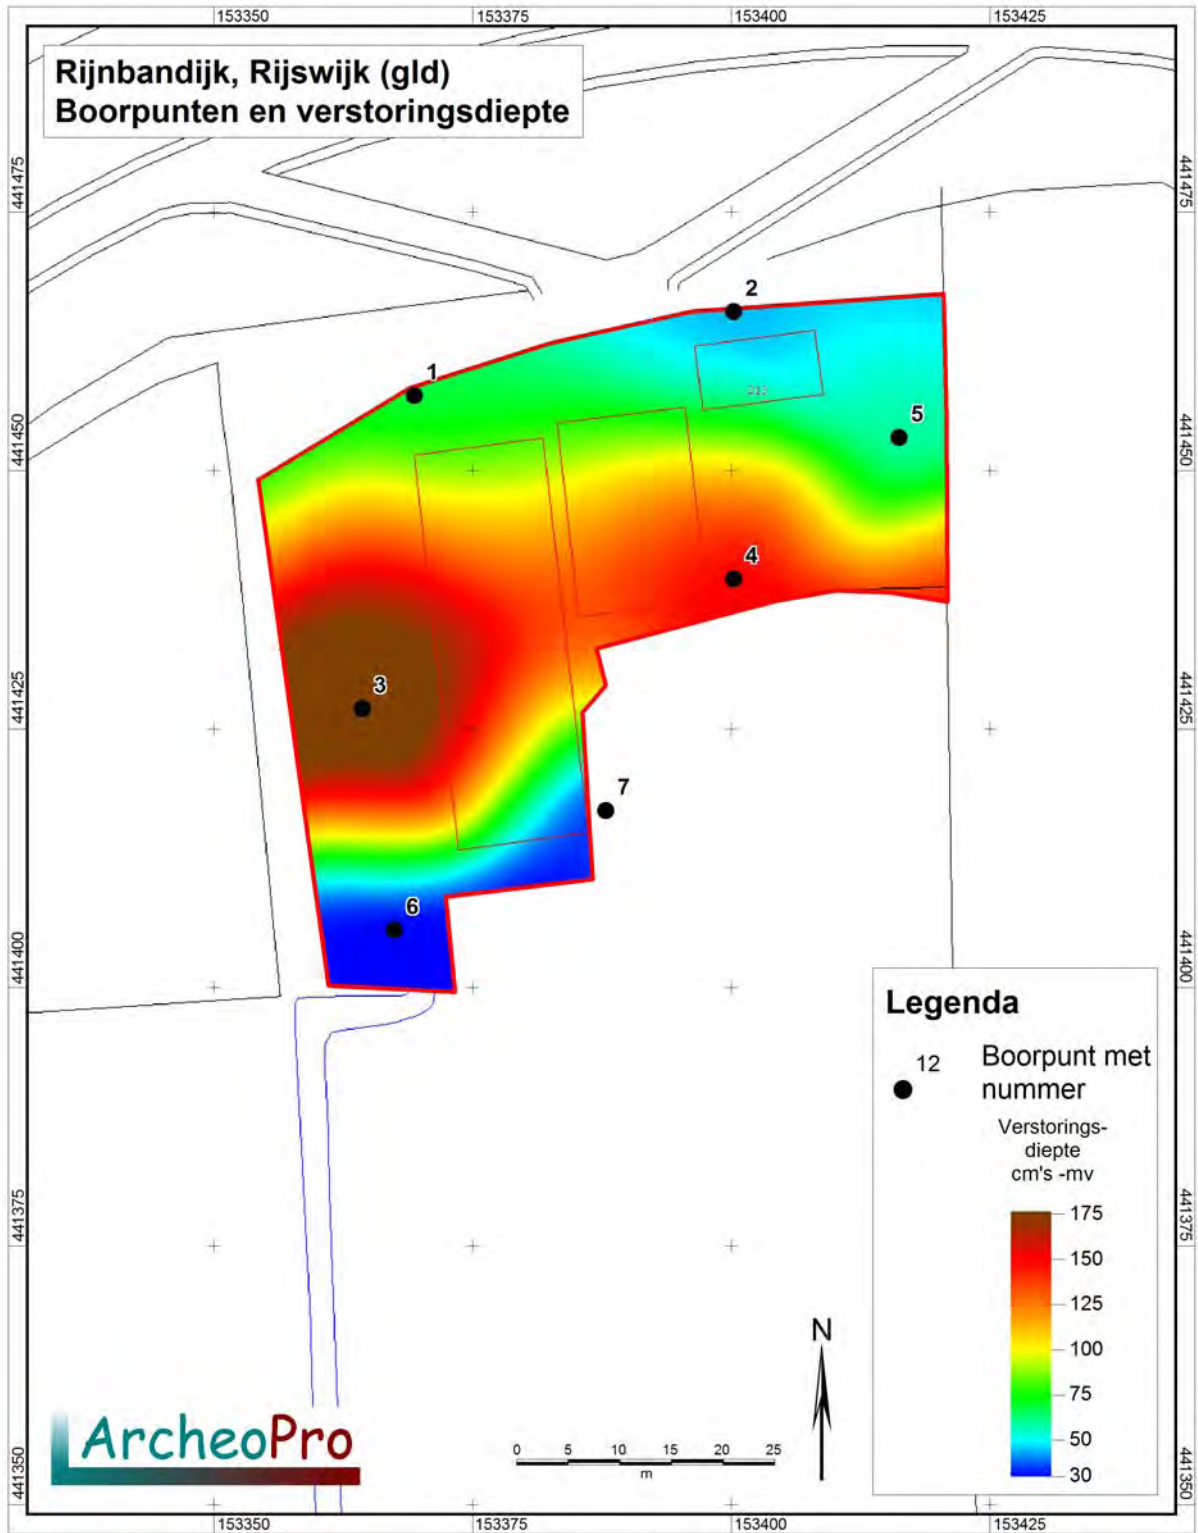 153350 153375 153400 153425
Rijnbandijk, Rijswijk (gld)
Boorpunten en verstoringsdiepte
441475 441475
2
1
5
441450 441450
4
3
441425 441425
7
6
441400 441400
Legenda
12 Boorpunt met
nummer
Verstorings-
diepte
cm's -mv
175
150
125
100
75
50
30
441375 441375
N
ArcheoPro
0 5 10 15 20 25
m
441350 441350
153350 153375 153400 153425